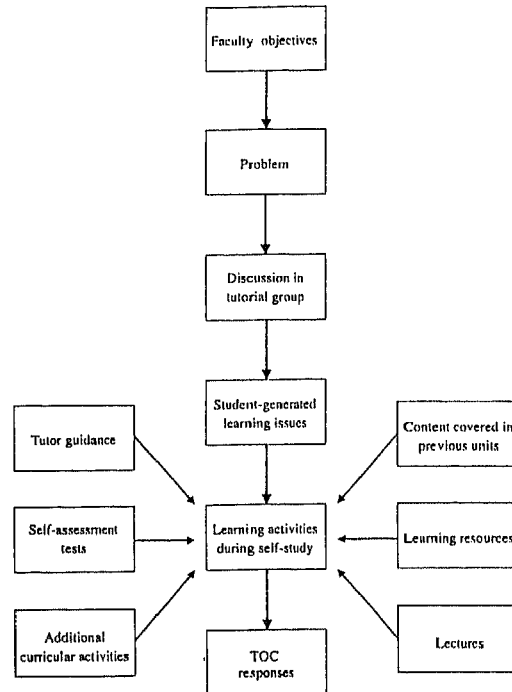 Faculty objectives
Problem
Discussion in
tutorial group
Student-generated
learning issues
Tutor guidance
Content covered in
previous units
Self-assessment
tests
Learning activities
during self-study
Learning resources
Additional
curricular activities
TOC
responses
Lectures